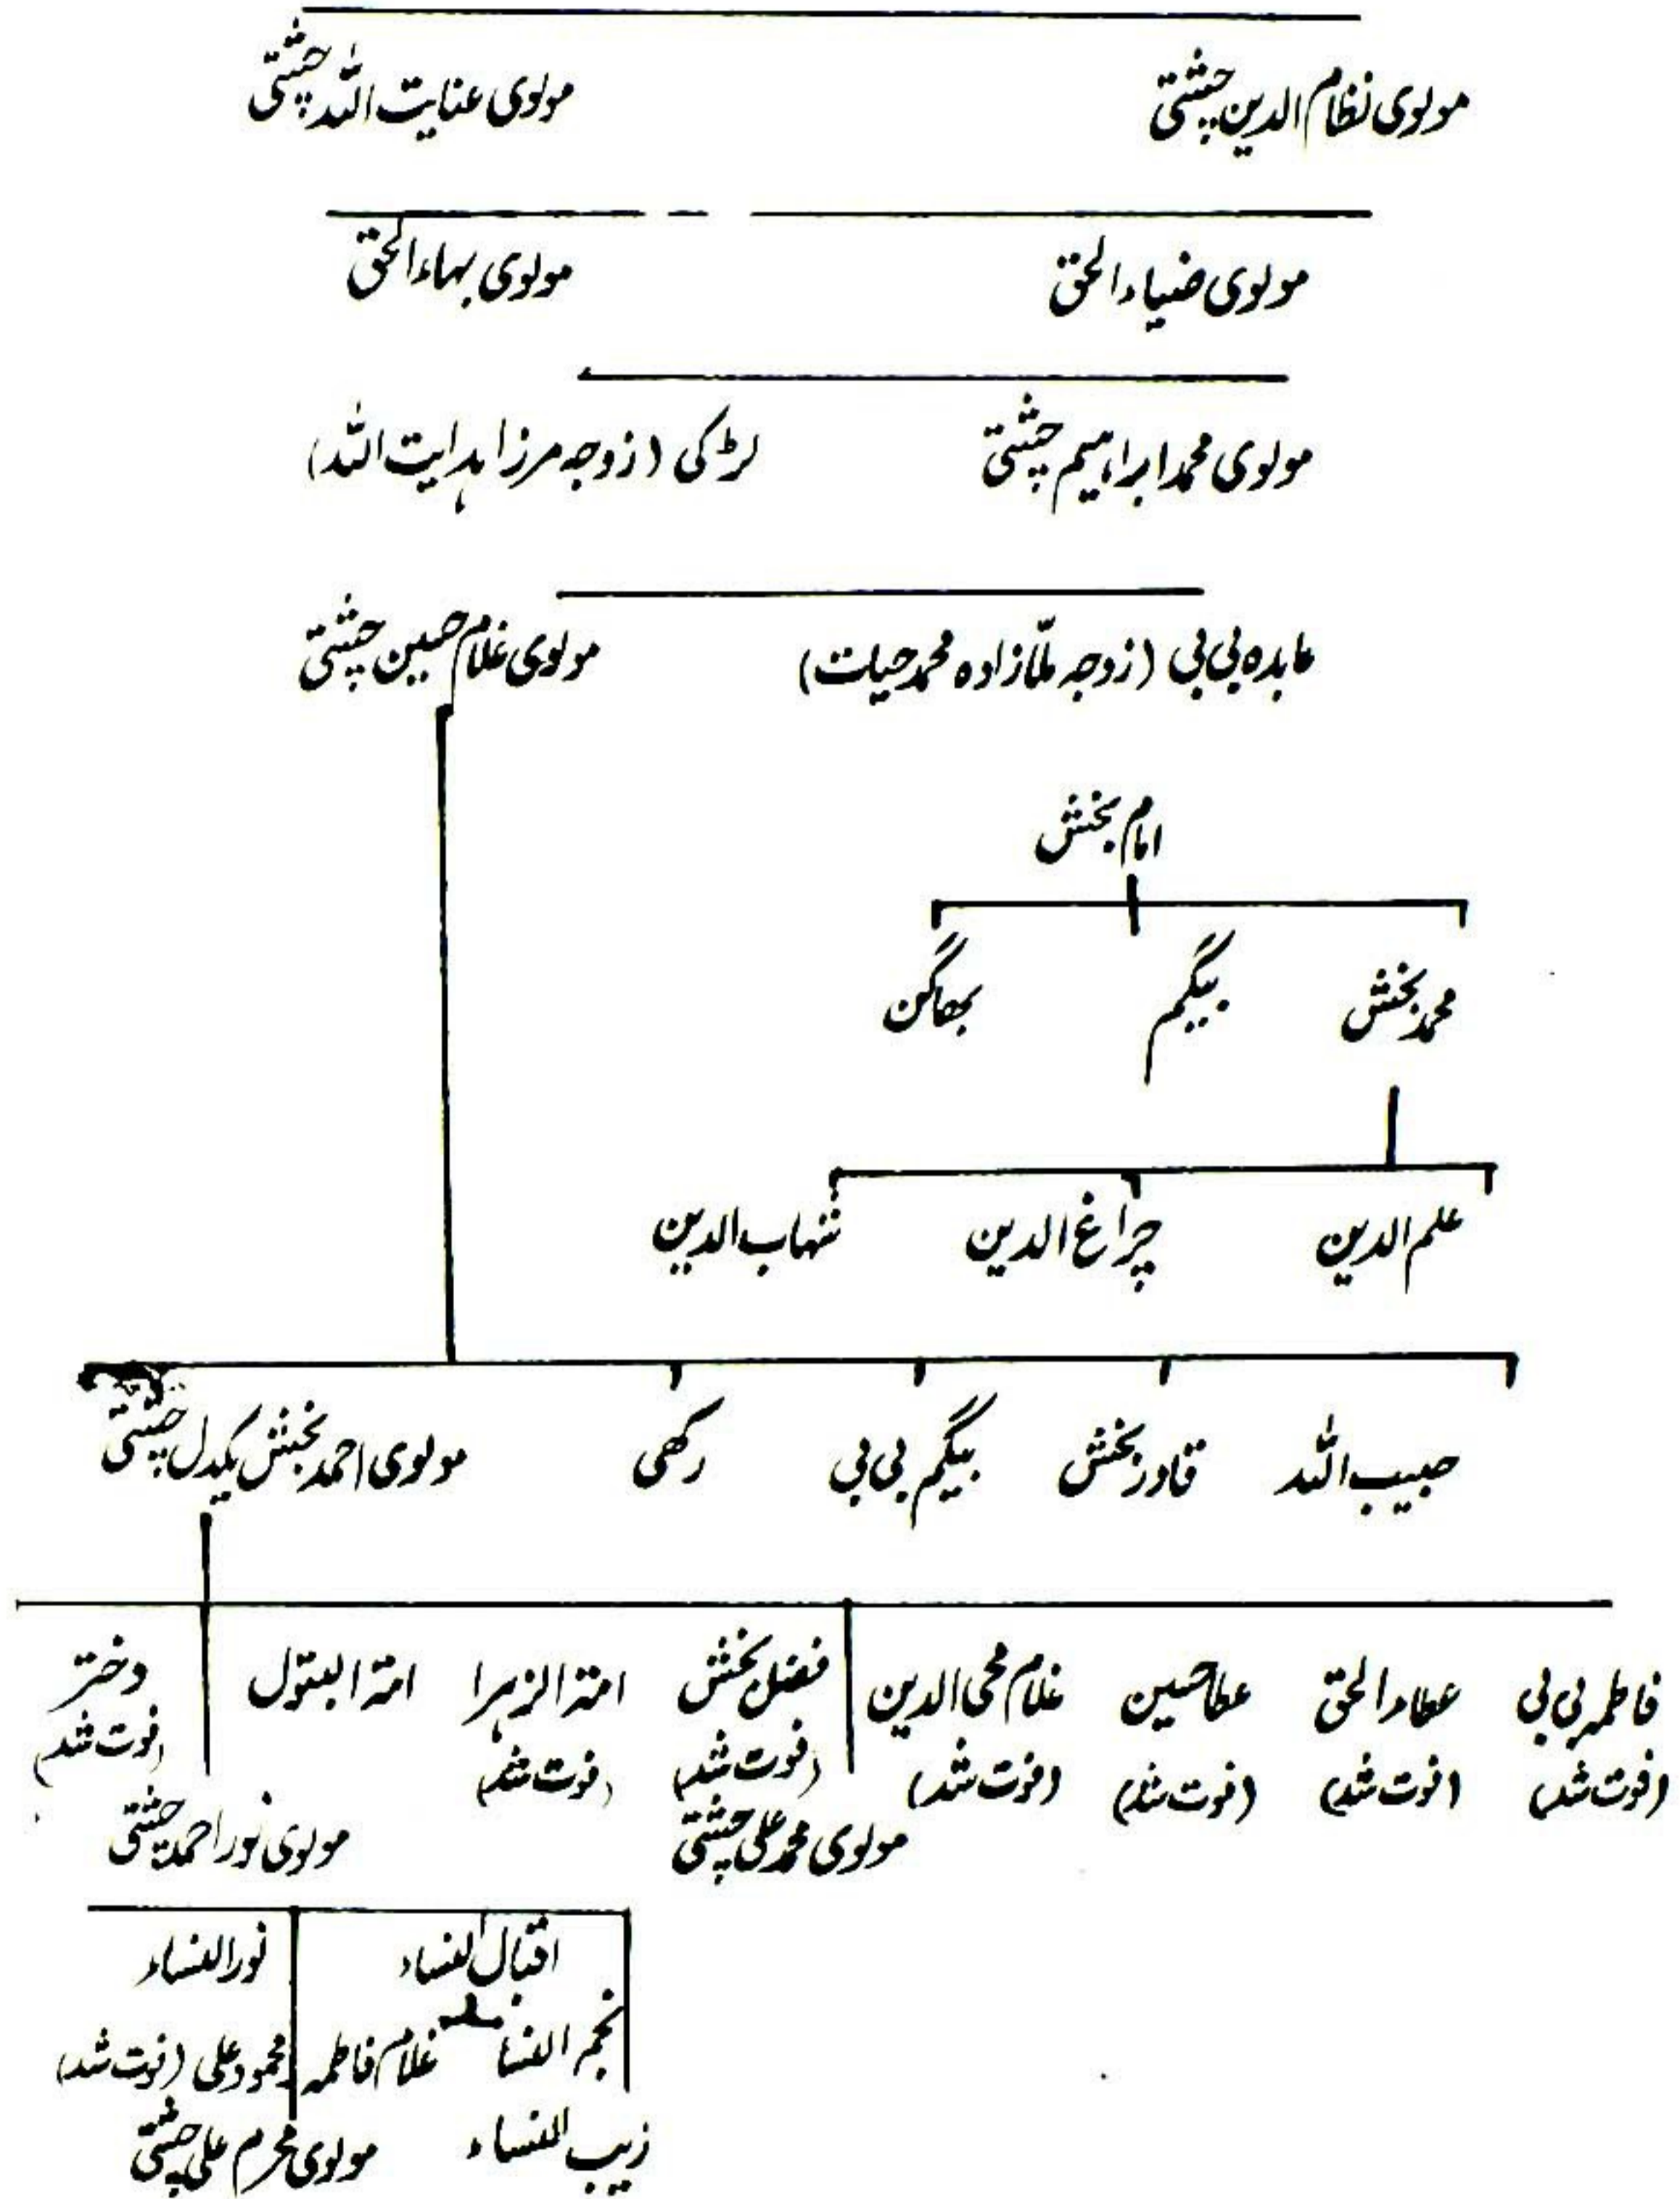 مولوی نظام الدین چشتی مولوی عنایت اللہ چشتی
مولوی ضیاء الحق مولوی بہاء الحق
مولوی محمد ابراہیم چشتی لڑکی (زوجہ مرزا ہدایت اللہ)
عابدہ بی بی (زوجہ ملّا زادہ محمد حیات) مولوی غلام حسین چشتی
امام بخش
محمد بخش بیگم بھاگن
علم الدین چراغ الدین شہاب الدین
حبیب اللہ قادر بخش بیگم بی بی رکھی مولوی احمد بخش یکدل چشتی
فاطمہ بی بی عطاء الحق عطا حسین غلام محی الدین فضل بخش امۃ الزہرا امۃ البتول دختر
(فوت شد) (فوت شد) (فوت شد) (فوت شد) (فوت شد) (فوت شد) (فوت شد)
مولوی محمد علی چشتی مولوی نور احمد چشتی
اقبال النساء نور النساء
نجم النساء غلام فاطمہ محمود علی (فوت شد)
زیب النساء مولوی محرم علی چشتی